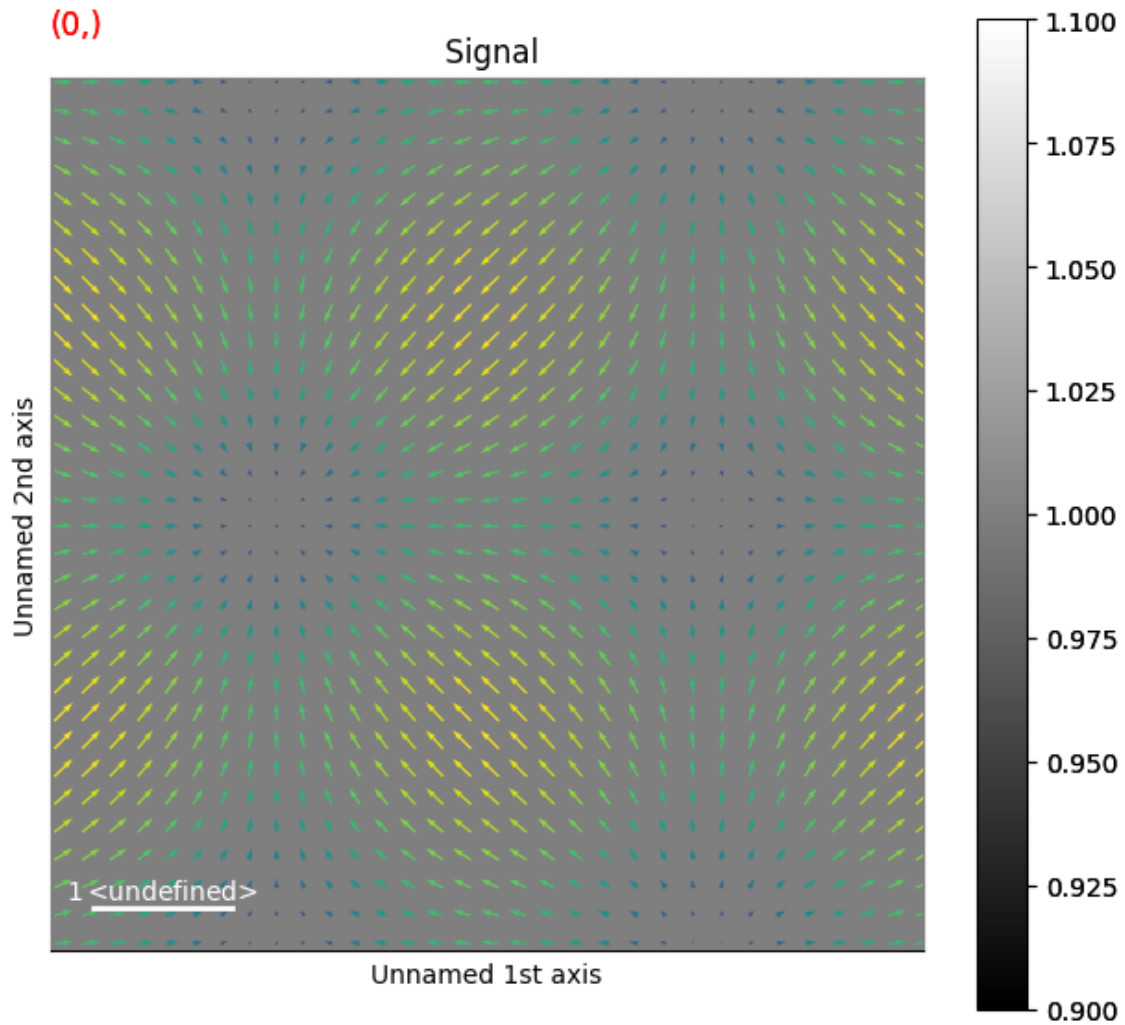 (0,)
Signal
1.100
1.075
1.050
1.025
1.000
0.975
0.950
0.925
0.900
Unnamed 2nd axis
1 <undefined>
Unnamed 1st axis